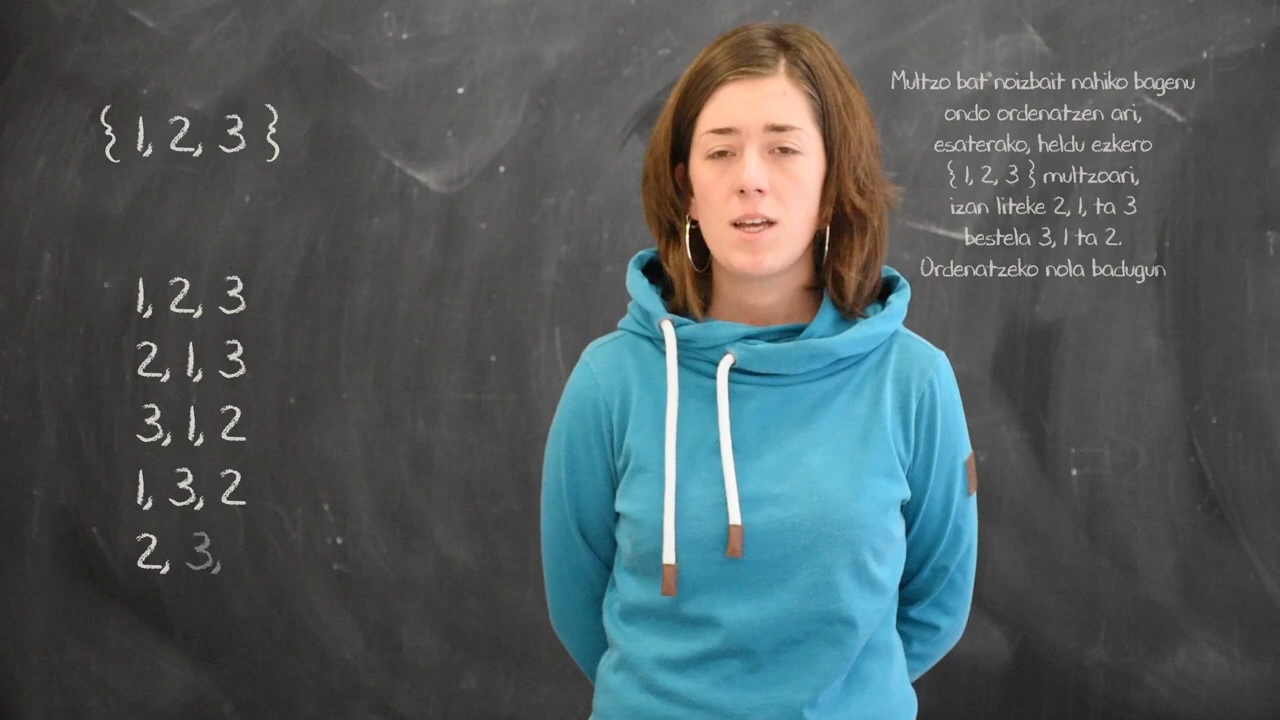 { 1, 2, 3 }
1, 2, 3
2, 1, 3
3, 1, 2
1, 3, 2
2, 3,
Multzo bat noizbait nahiko bagenu
ondo ordenatzen ari,
esaterako, heldu ezkero
{ 1, 2, 3 } multzoari,
izan liteke 2, 1, ta 3
bestela 3, 1 ta 2.
Ordenatzeko nola badugun